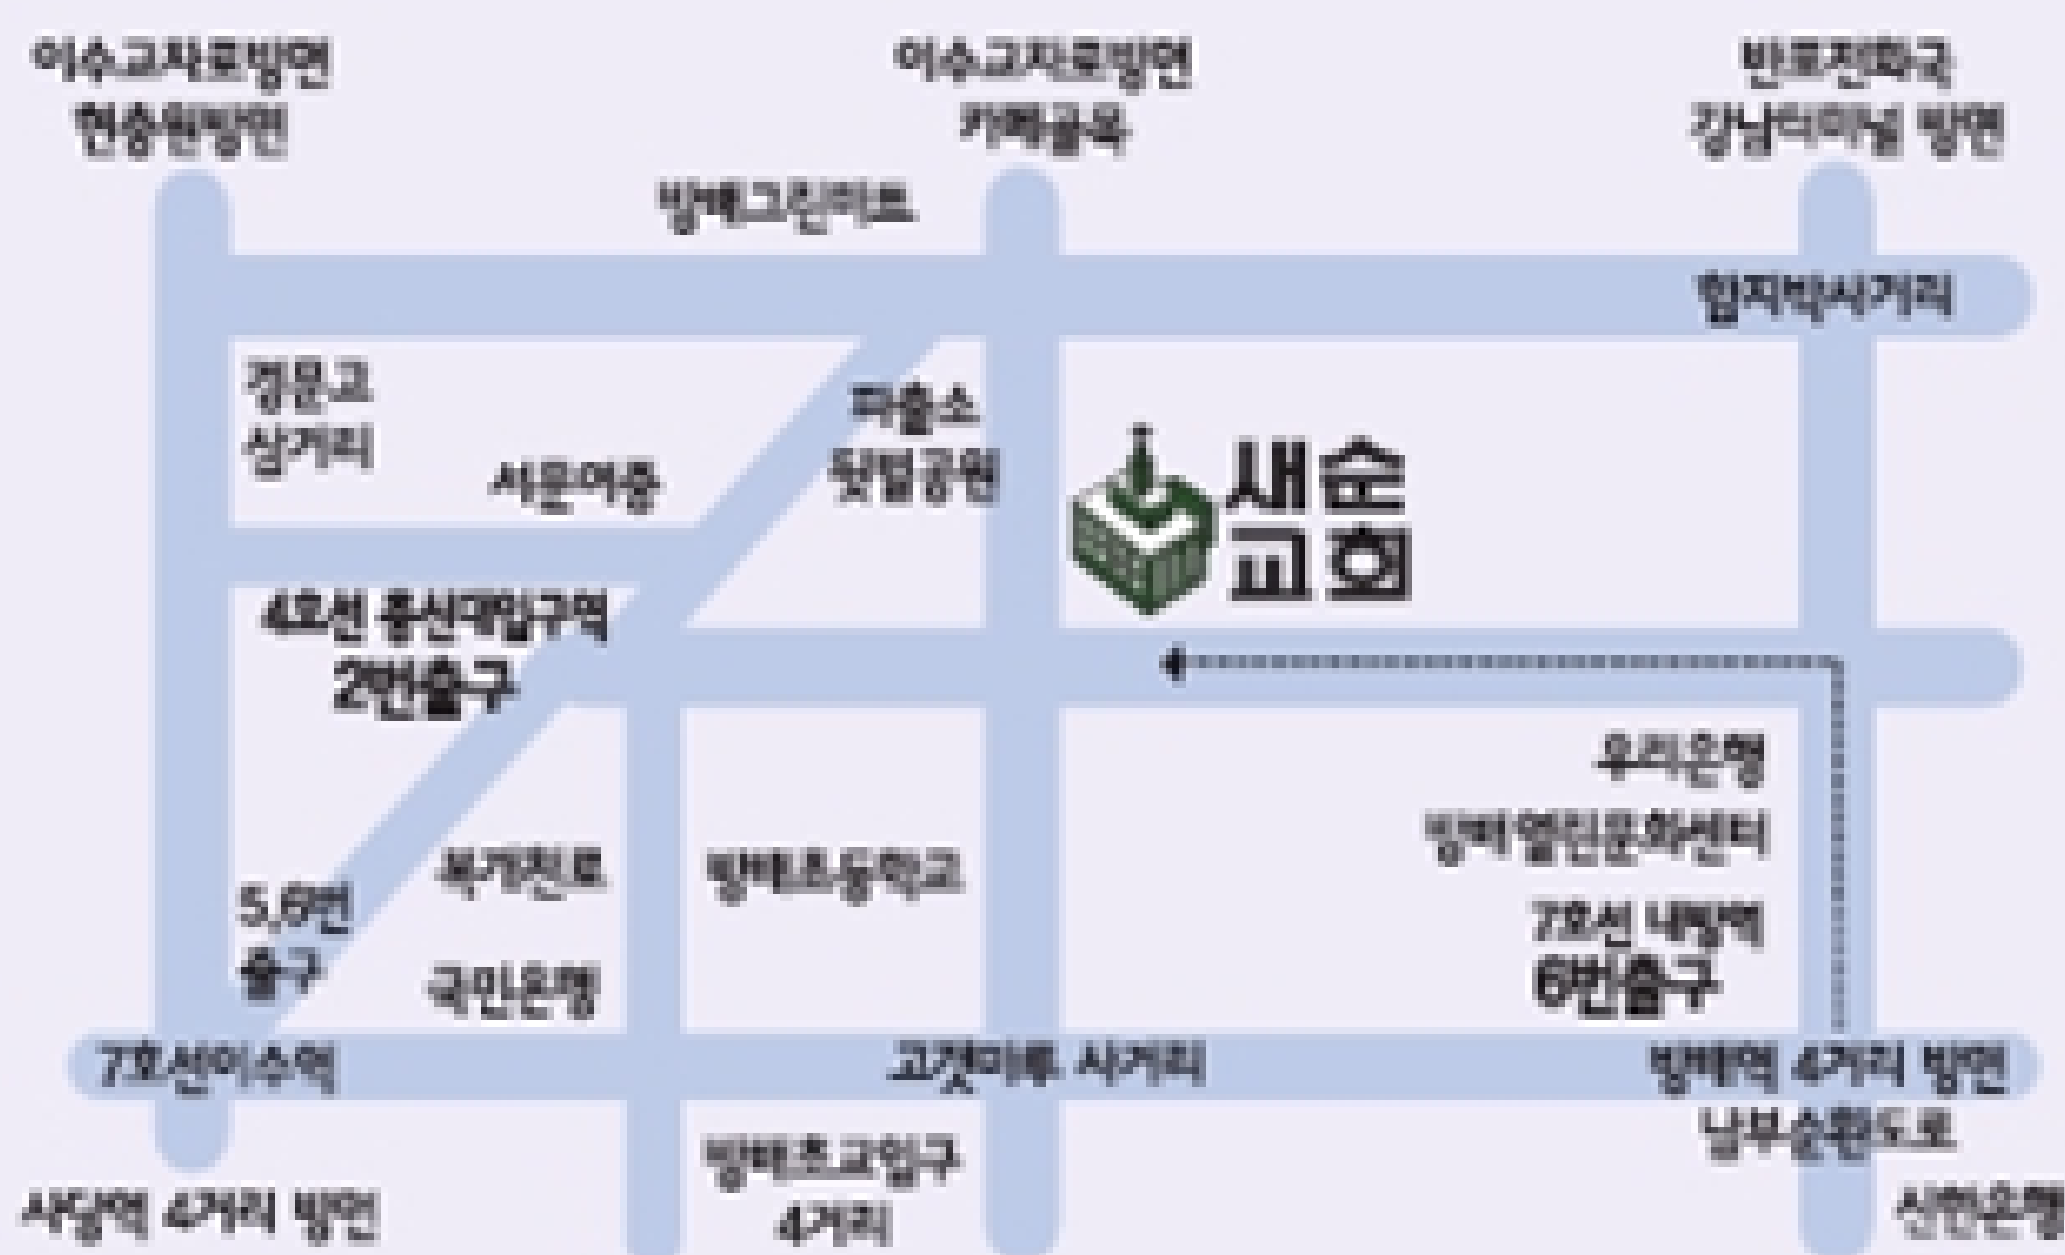 이수교차로방면
현충원방면
이수교차로방면
카페골목
반포전화국
강남터미널 방면
방배그린마트
함지박사거리
경문고
삼거리
서문여중
파출소
뒷벌공원
새순
교회
4호선 총신대입구역
2번출구
우리은행
방배열린문화센터
7호선 내방역
6번출구
복개천로
방배초등학교
5,6번
출구
국민은행
7호선이수역
고갯마루 사거리
방배역 4거리 방면
남부순환도로
사당역 4거리 방면
방배초교입구
4거리
신한은행